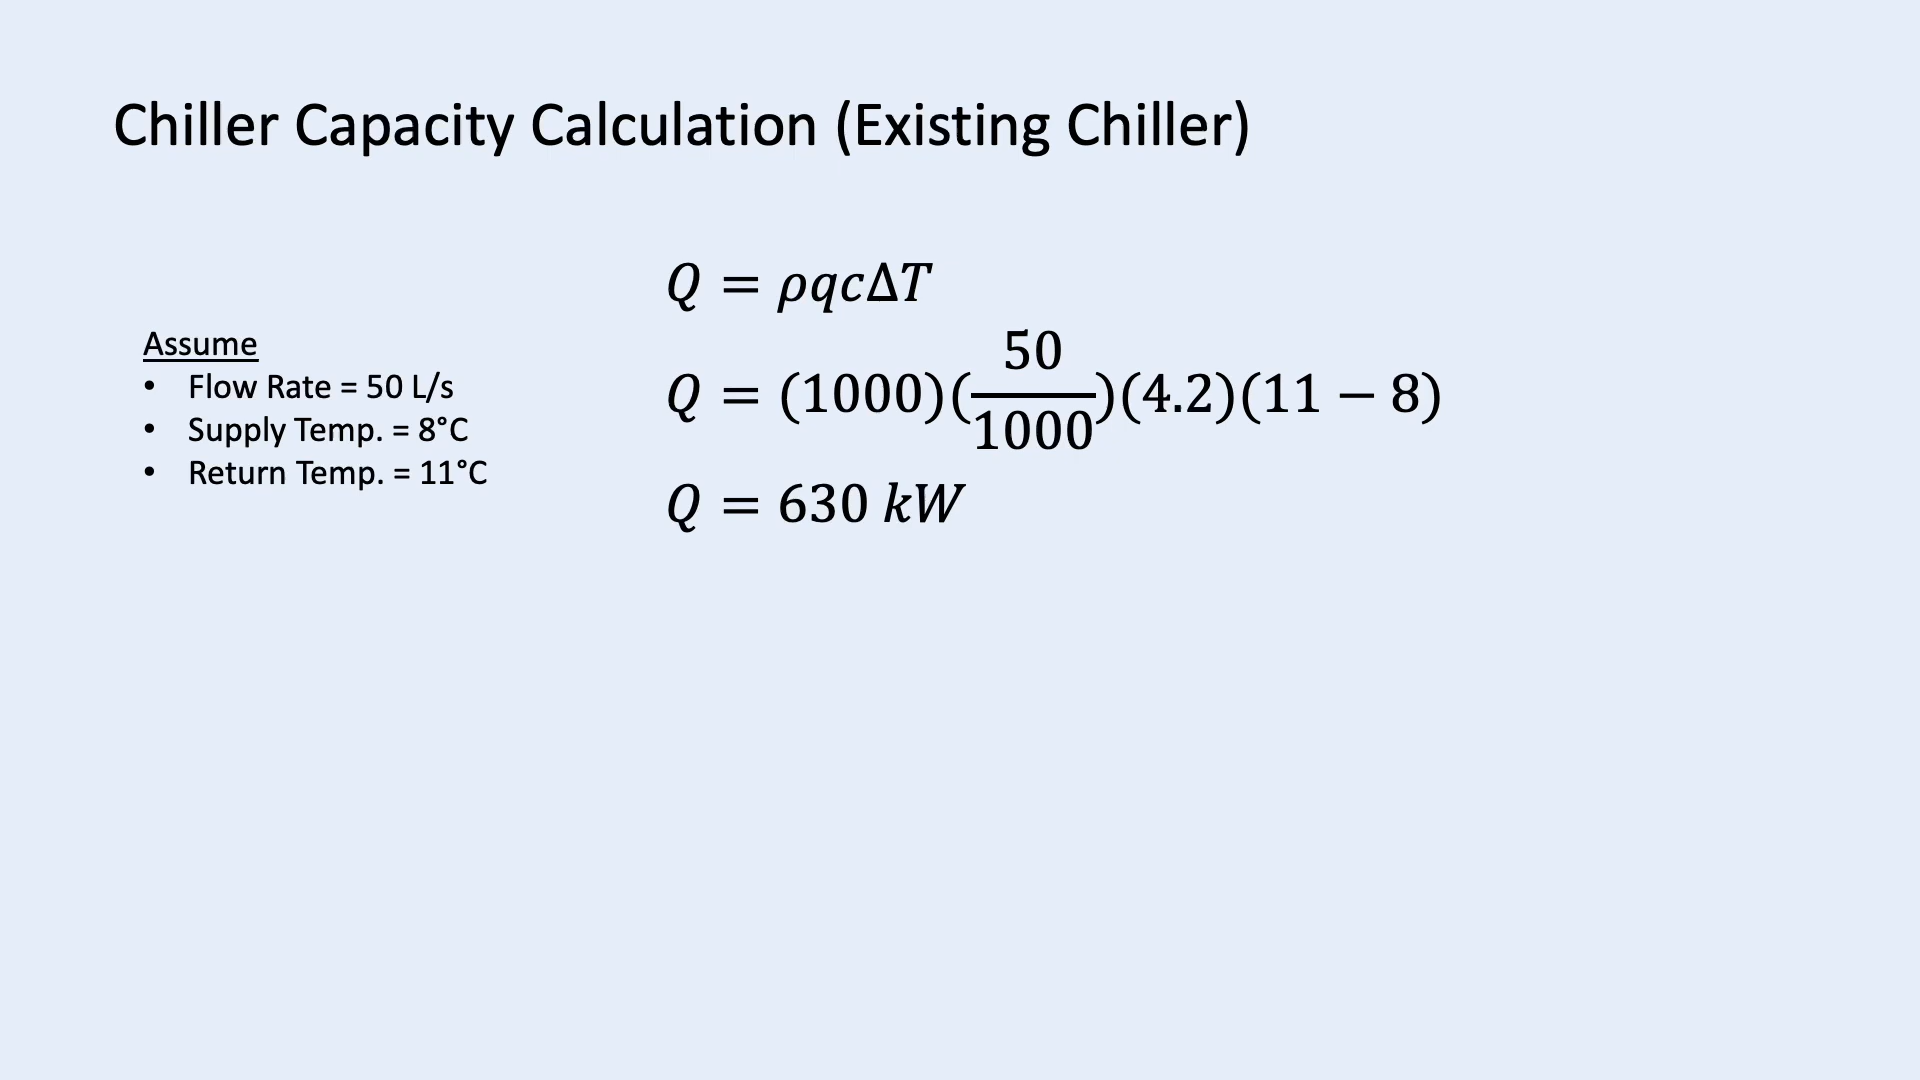 Chiller Capacity Calculation (Existing Chiller)
Assume
• Flow Rate = 50 L/s
• Supply Temp. = 8°C
• Return Temp. = 11°C
Q = ρqcΔT
Q = (1000)(50/1000)(4.2)(11 − 8)
Q = 630 kW